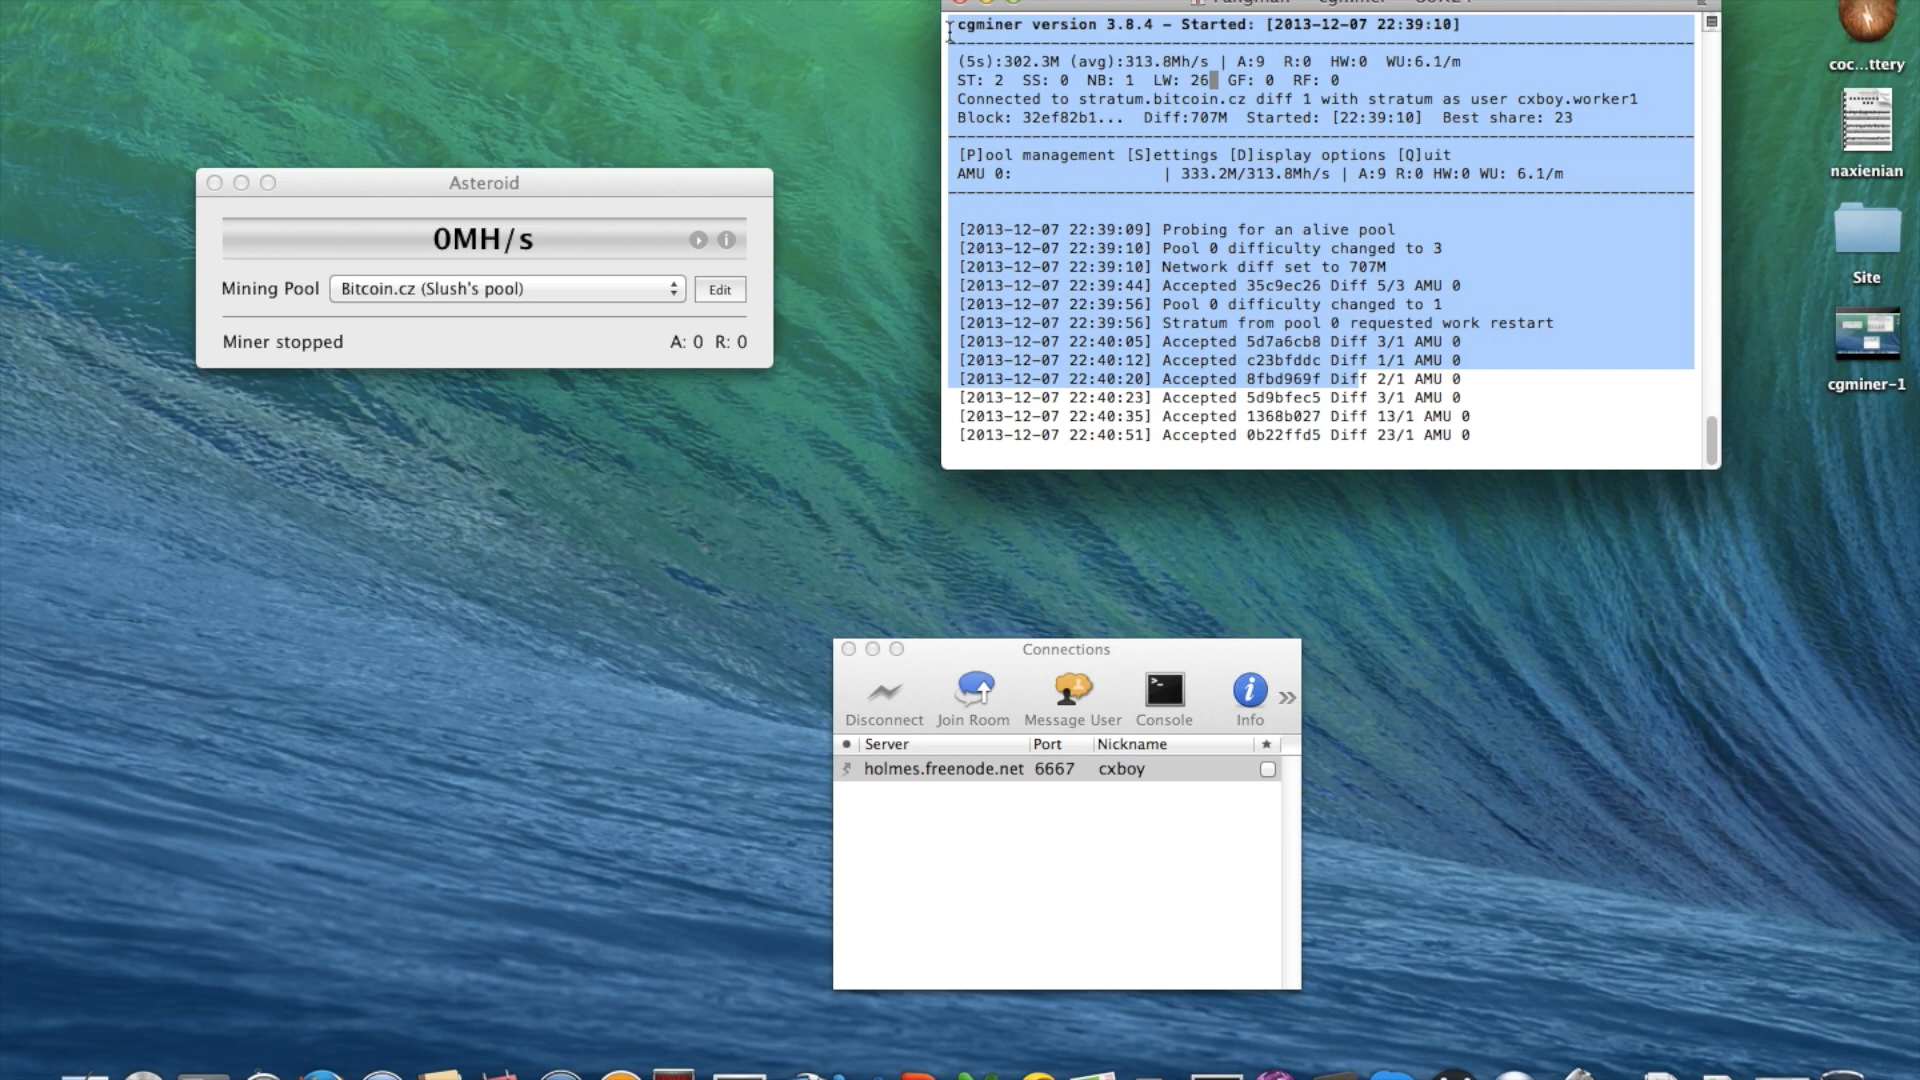 cgminer version 3.8.4 – Started: [2013-12-07 22:39:10]
(5s):302.3M (avg):313.8Mh/s | A:9 R:0 HW:0 WU:6.1/m
ST: 2 SS: 0 NB: 1 LW: 26 GF: 0 RF: 0
Connected to stratum.bitcoin.cz diff 1 with stratum as user cxboy.worker1
Block: 32ef82b1... Diff:707M Started: [22:39:10] Best share: 23
[P]ool management [S]ettings [D]isplay options [Q]uit
AMU 0: | 333.2M/313.8Mh/s | A:9 R:0 HW:0 WU: 6.1/m
[2013-12-07 22:39:09] Probing for an alive pool
[2013-12-07 22:39:10] Pool 0 difficulty changed to 3
[2013-12-07 22:39:10] Network diff set to 707M
[2013-12-07 22:39:44] Accepted 35c9ec26 Diff 5/3 AMU 0
[2013-12-07 22:39:56] Pool 0 difficulty changed to 1
[2013-12-07 22:39:56] Stratum from pool 0 requested work restart
[2013-12-07 22:40:05] Accepted 5d7a6cb8 Diff 3/1 AMU 0
[2013-12-07 22:40:12] Accepted c23bfddc Diff 1/1 AMU 0
[2013-12-07 22:40:20] Accepted 8fbd969f Diff 2/1 AMU 0
[2013-12-07 22:40:23] Accepted 5d9bfec5 Diff 3/1 AMU 0
[2013-12-07 22:40:35] Accepted 1368b027 Diff 13/1 AMU 0
[2013-12-07 22:40:51] Accepted 0b22ffd5 Diff 23/1 AMU 0
Asteroid
0MH/s
Mining Pool Bitcoin.cz (Slush's pool) Edit
Miner stopped A: 0 R: 0
Connections
Disconnect Join Room Message User Console Info
Server Port Nickname
holmes.freenode.net 6667 cxboy
coc...ttery
naxienian
Site
cgminer-1